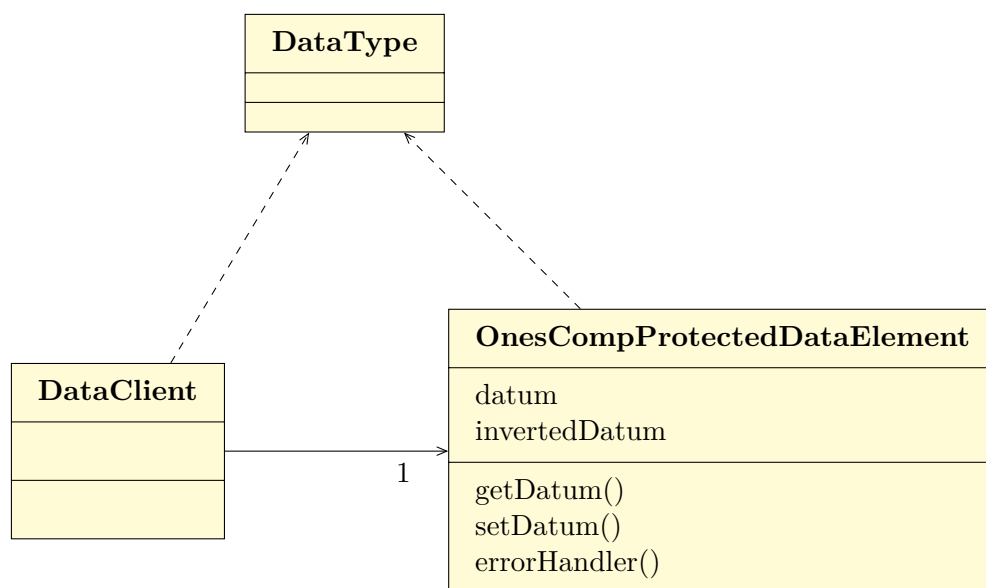 DataType
DataClient
1
OnesCompProtectedDataElement
datum
invertedDatum
getDatum()
setDatum()
errorHandler()